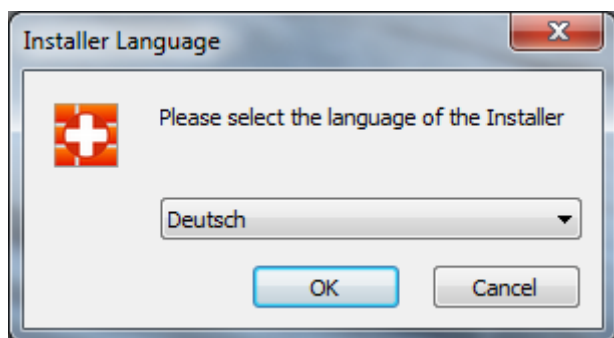 Installer Language
Please select the language of the Installer
Deutsch
OK
Cancel